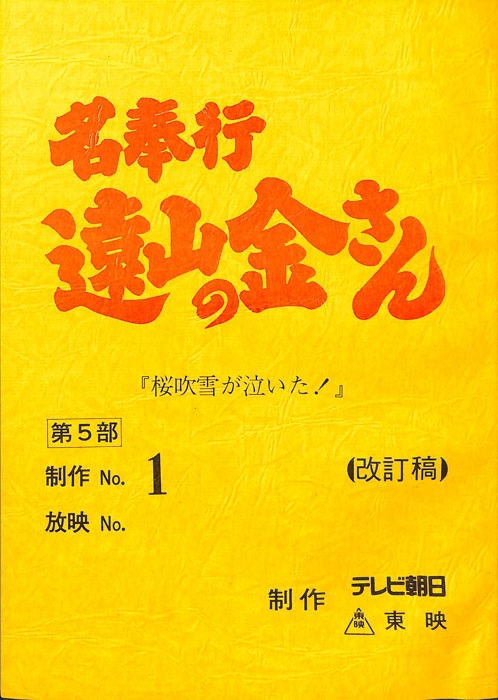 名奉行
遠山の金さん
『桜吹雪が泣いた！』
第5部
制作 No. 1
(改訂稿)
放映 No.
制作 テレビ朝日
東映 東映